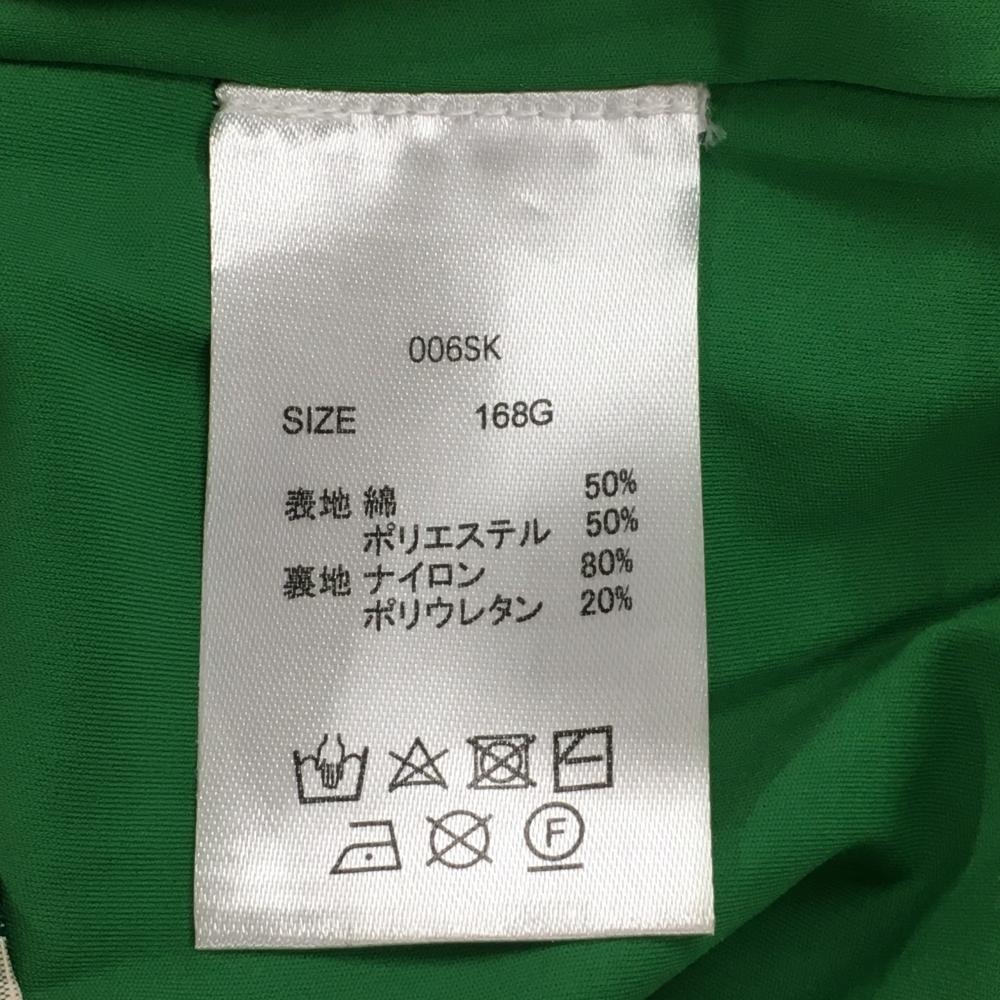 006SK
SIZE 168G
表地 綿 50%
ポリエステル 50%
裏地 ナイロン 80%
ポリウレタン 20%
F